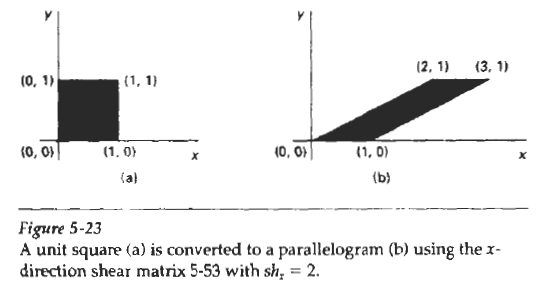 y y
(2, 1) (3, 1)
(0, 1) (1, 1)
(0, 0) (1, 0) x (0, 0) (1, 0) x
(a) (b)
Figure 5-23
A unit square (a) is converted to a parallelogram (b) using the x-
direction shear matrix 5-53 with shx = 2.